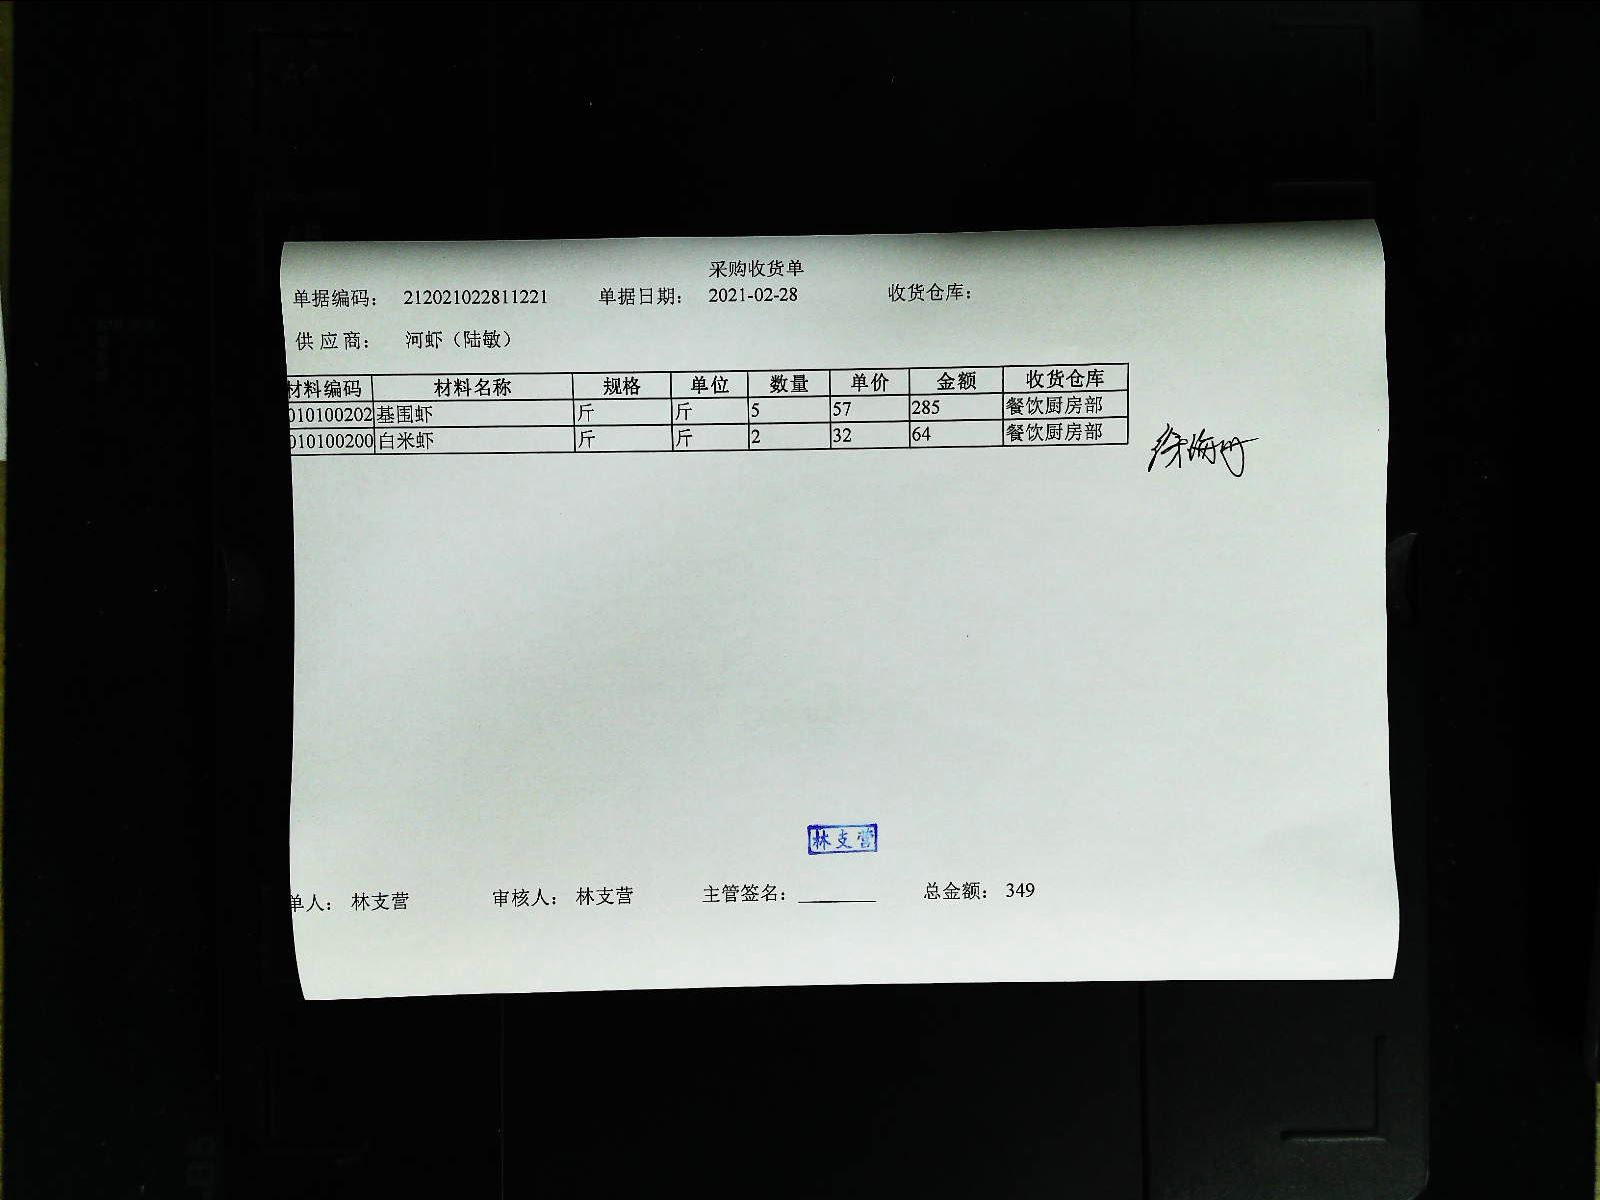 采购收货单
单据编码： 212021022811221 单据日期： 2021-02-28 收货仓库：
供应商： 河虾（陆敏）
材料编码 材料名称 规格 单位 数量 单价 金额 收货仓库
010100202 基围虾 斤 斤 5 57 285 餐饮厨房部
010100200 白米虾 斤 斤 2 32 64 餐饮厨房部
林支营
单人： 林支营 审核人： 林支营 主管签名： 总金额： 349